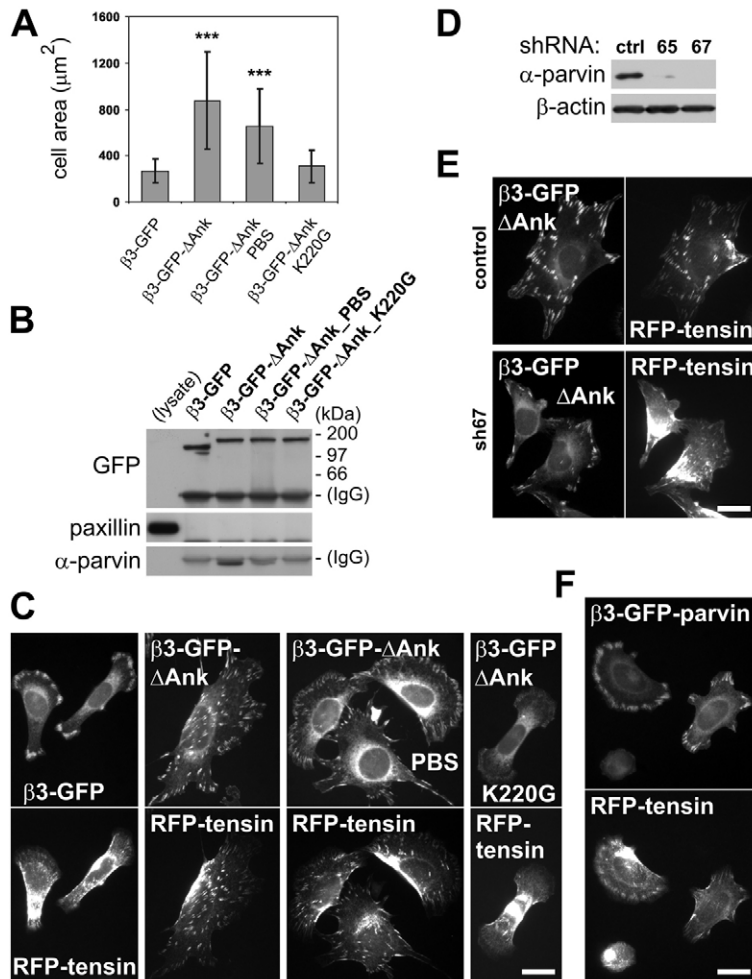 A
cell area (μm²)
1600
1200
800
400
0
***
***
β3-GFP
β3-GFP-ΔAnk
β3-GFP-ΔAnk
PBS
β3-GFP-ΔAnk
K220G
B
(lysate)
β3-GFP
β3-GFP-ΔAnk
β3-GFP-ΔAnk_PBS
β3-GFP-ΔAnk_K220G
(kDa)
GFP
- 200
- 97
- 66
- (IgG)
paxillin
α-parvin
- (IgG)
C
β3-GFP
β3-GFP-
ΔAnk
β3-GFP-ΔAnk
PBS
β3-GFP
ΔAnk
K220G
RFP-tensin
RFP-tensin
RFP-tensin
RFP-
tensin
D
shRNA: ctrl 65 67
α-parvin
β-actin
E
control
β3-GFP
ΔAnk
RFP-tensin
sh67
β3-GFP
ΔAnk
RFP-tensin
F
β3-GFP-parvin
RFP-tensin